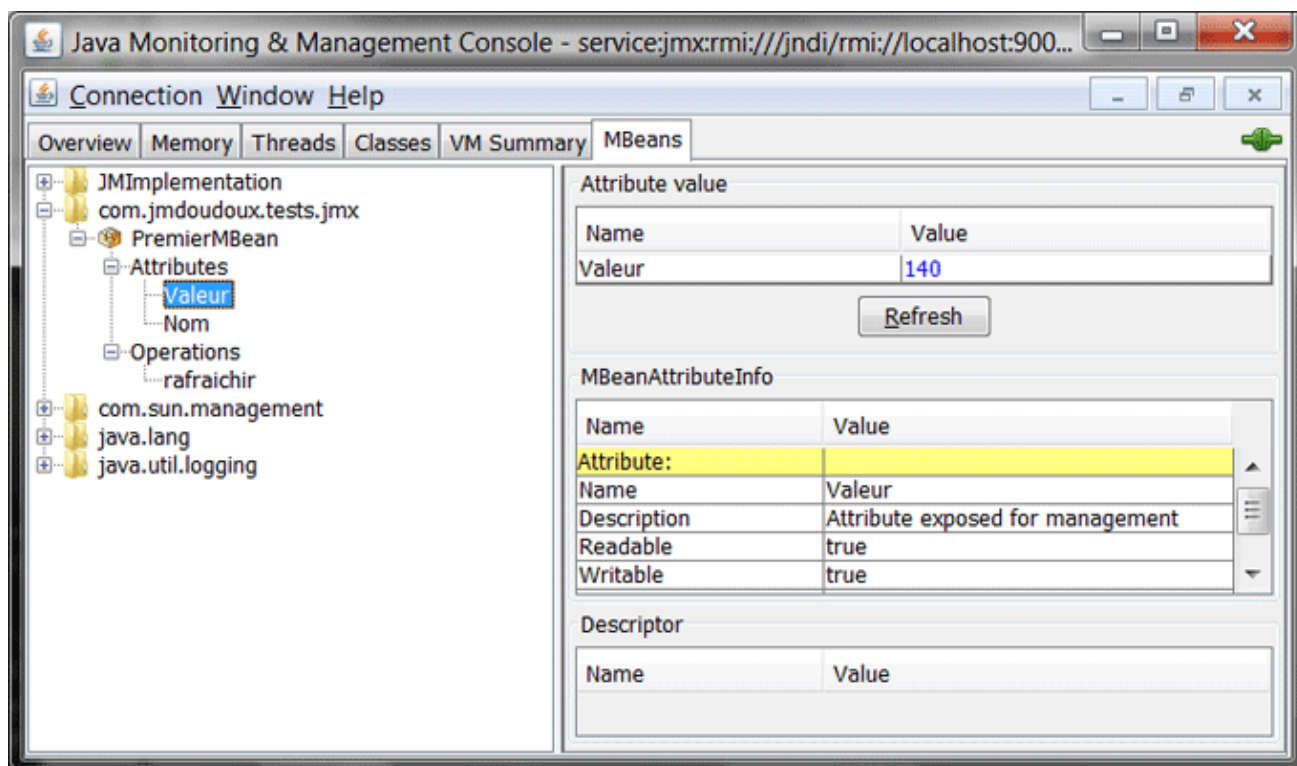 Java Monitoring & Management Console - service:jmx:rmi:///jndi/rmi://localhost:900...
Connection Window Help
Overview Memory Threads Classes VM Summary MBeans
JMImplementation
com.jmdoudoux.tests.jmx
PremierMBean
Attributes
Valeur
Nom
Operations
rafraichir
com.sun.management
java.lang
java.util.logging
Attribute value
Name Value
Valeur 140
Refresh
MBeanAttributeInfo
Name Value
Attribute:
Name Valeur
Description Attribute exposed for management
Readable true
Writable true
Descriptor
Name Value